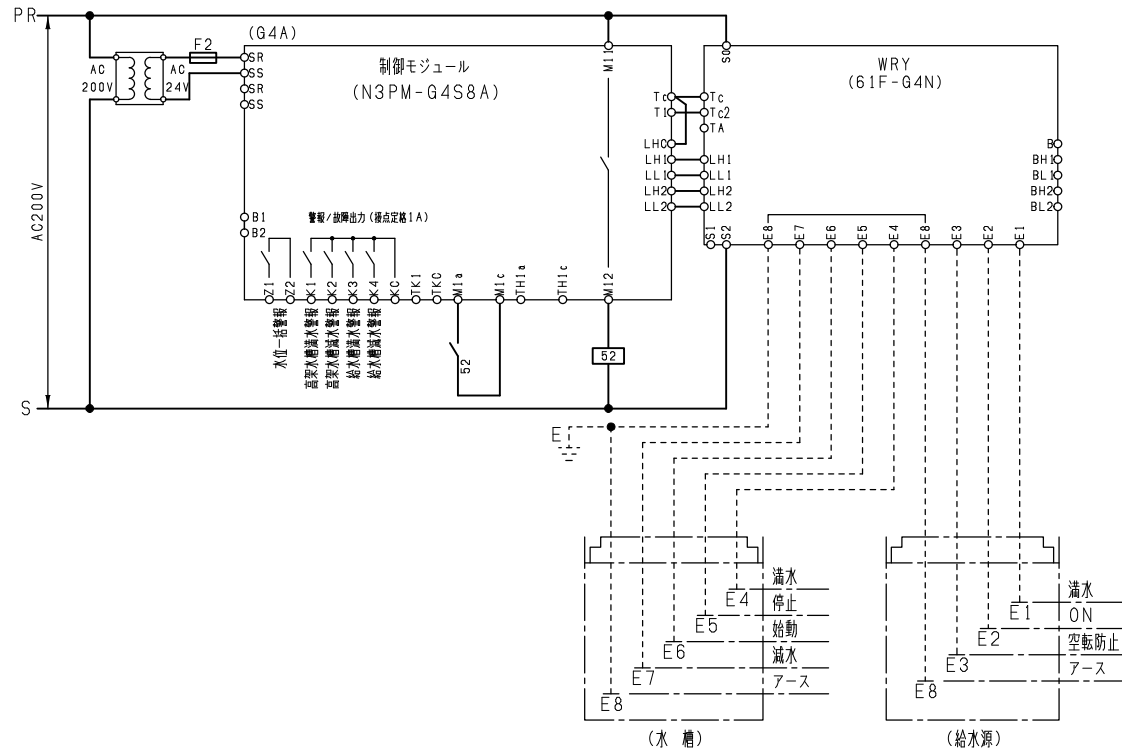 PR
(G4A)
F2
AC
200V
AC
24V
SR
SS
SR
SS
制御モジュール
(N3PM-G4S8A)
M11
S0
WRY
(61F-G4N)
Tc
T1
LHC
LH1
LL1
LH2
LL2
Tc
Tc2
TA
LH1
LL1
LH2
LL2
B
BH1
BL1
BH2
BL2
AC200V
B1
B2
警報/故障出力(接点定格1A)
Z1
Z2
K1
K2
K3
K4
KC
TK1
TKC
M1a
M1c
TH1a
TH1c
M12
S1
S2
E8
E7
E6
E5
E4
E8
E3
E2
E1
水位一括警報
高架水槽満水警報
高架水槽減水警報
給水槽満水警報
給水槽減水警報
52
52
S
E
満水
E4
停止
E5
始動
E6
減水
E7
アース
E8
(水 槽)
満水
E1
ON
E2
空転防止
E3
アース
E8
(給水源)